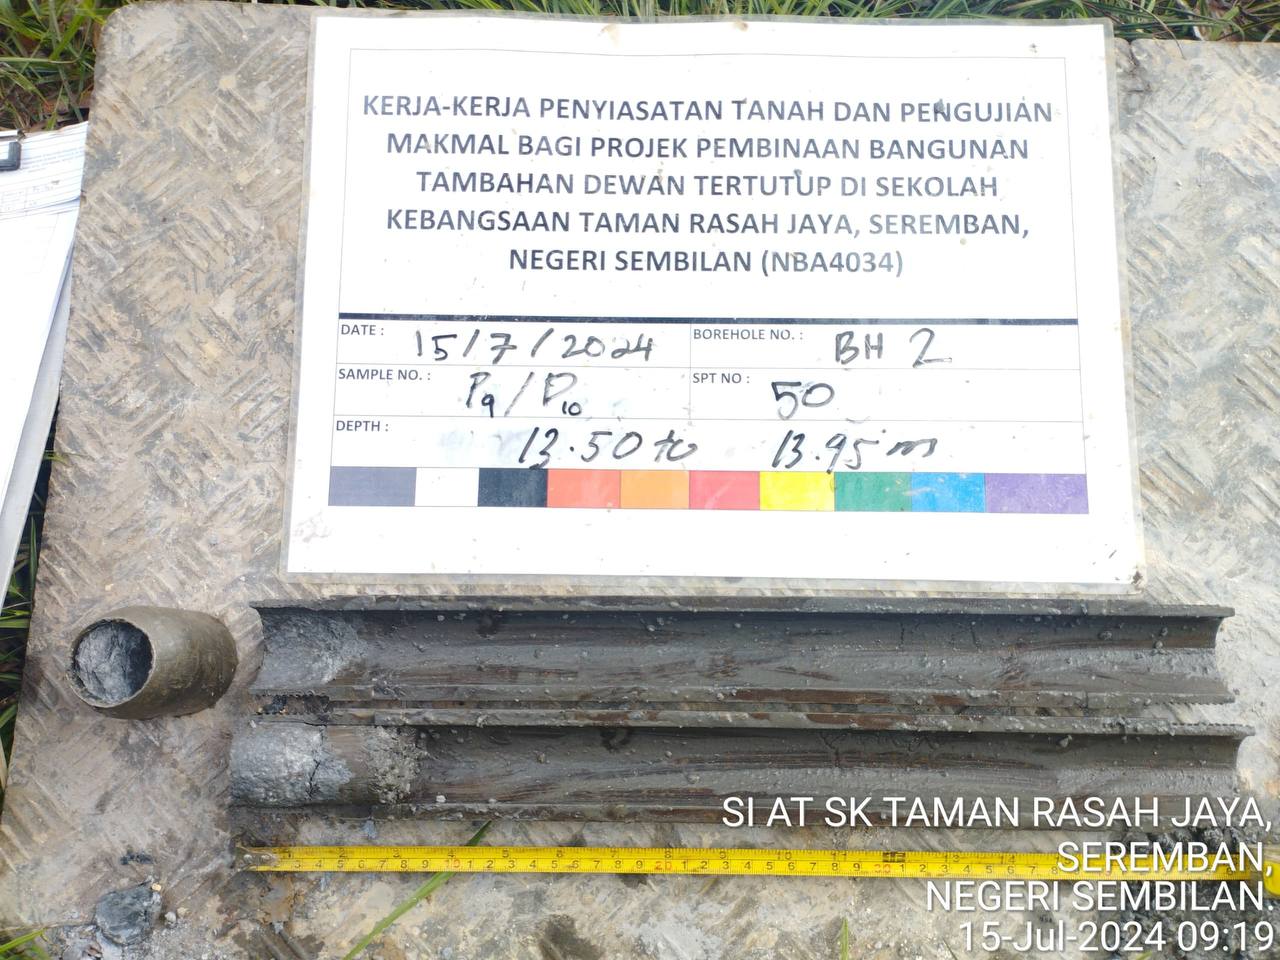 KERJA-KERJA PENYIASATAN TANAH DAN PENGUJIAN
MAKMAL BAGI PROJEK PEMBINAAN BANGUNAN
TAMBAHAN DEWAN TERTUTUP DI SEKOLAH
KEBANGSAAN TAMAN RASAH JAYA, SEREMBAN,
NEGERI SEMBILAN (NBA4034)
DATE : 15/7/2024 BOREHOLE NO. : BH 2
SAMPLE NO. : P9/D10 SPT NO : 50
DEPTH : 13.50 to 13.95 m
SI AT SK TAMAN RASAH JAYA,
SEREMBAN,
NEGERI SEMBILAN.
15-Jul-2024 09:19